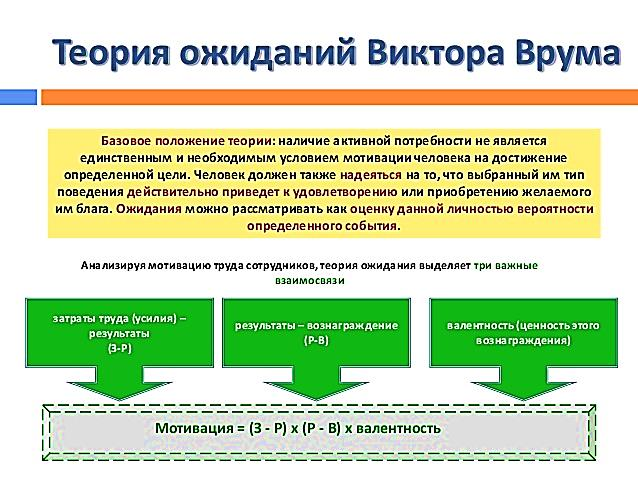 Теория ожиданий Виктора Врума
Базовое положение теории: наличие активной потребности не является
единственным и необходимым условием мотивации человека на достижение
определенной цели. Человек должен также надеяться на то, что выбранный им тип
поведения действительно приведет к удовлетворению или приобретению желаемого
им блага. Ожидания можно рассматривать как оценку данной личностью вероятности
определенного события.
Анализируя мотивацию труда сотрудников, теория ожидания выделяет три важные
взаимосвязи
затраты труда (усилия) –
результаты
(З-Р)
результаты – вознаграждение
(Р-В)
валентность (ценность этого
вознаграждения)
Мотивация = (З - Р) х (Р - В) х валентность